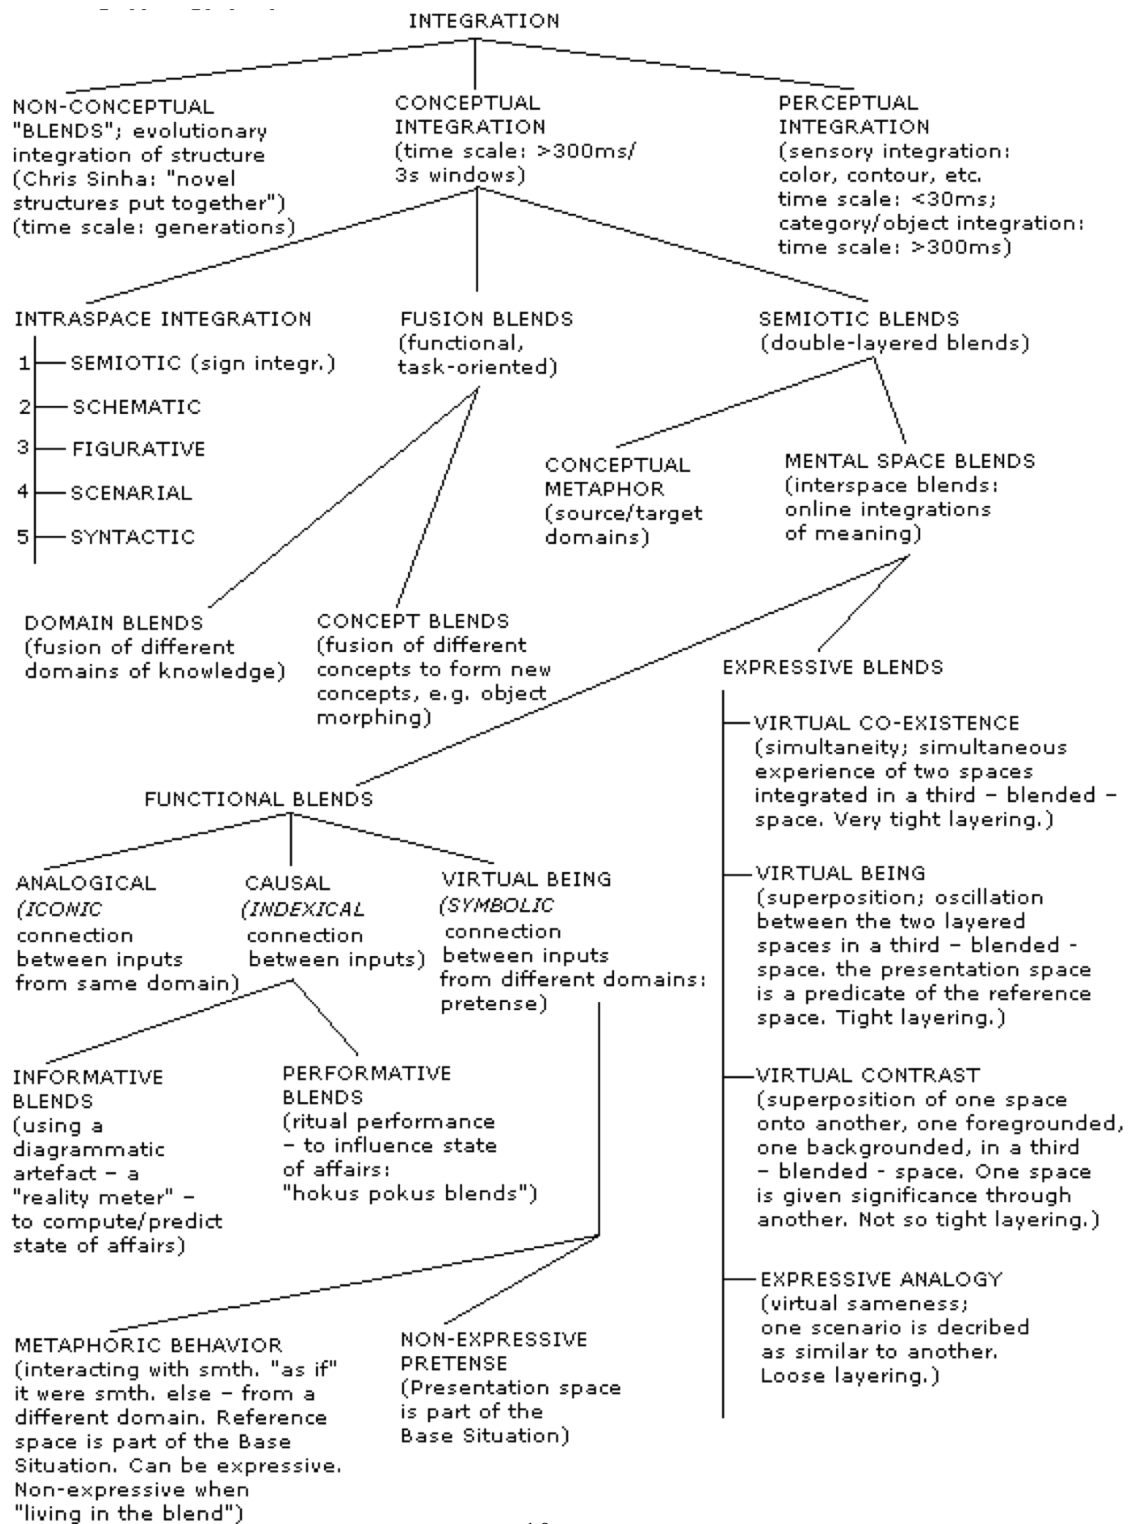 INTEGRATION
NON-CONCEPTUAL
"BLENDS"; evolutionary
integration of structure
(Chris Sinha: "novel
structures put together")
(time scale: generations)
CONCEPTUAL
INTEGRATION
(time scale: >300ms/
3s windows)
PERCEPTUAL
INTEGRATION
(sensory integration:
color, contour, etc.
time scale: <30ms;
category/object integration:
time scale: >300ms)
INTRASPACE INTEGRATION
1 SEMIOTIC (sign integr.)
2 SCHEMATIC
3 FIGURATIVE
4 SCENARIAL
5 SYNTACTIC
FUSION BLENDS
(functional,
task-oriented)
SEMIOTIC BLENDS
(double-layered blends)
CONCEPTUAL
METAPHOR
(source/target
domains)
MENTAL SPACE BLENDS
(interspace blends:
online integrations
of meaning)
DOMAIN BLENDS
(fusion of different
domains of knowledge)
CONCEPT BLENDS
(fusion of different
concepts to form new
concepts, e.g. object
morphing)
EXPRESSIVE BLENDS
VIRTUAL CO-EXISTENCE
(simultaneity; simultaneous
experience of two spaces
integrated in a third – blended –
space. Very tight layering.)
VIRTUAL BEING
(superposition; oscillation
between the two layered
spaces in a third – blended -
space. the presentation space
is a predicate of the reference
space. Tight layering.)
VIRTUAL CONTRAST
(superposition of one space
onto another, one foregrounded,
one backgrounded, in a third
– blended - space. One space
is given significance through
another. Not so tight layering.)
EXPRESSIVE ANALOGY
(virtual sameness;
one scenario is decribed
as similar to another.
Loose layering.)
FUNCTIONAL BLENDS
ANALOGICAL
(ICONIC
connection
between inputs
from same domain)
CAUSAL
(INDEXICAL
connection
between inputs)
VIRTUAL BEING
(SYMBOLIC
connection
between inputs
from different domains:
pretense)
INFORMATIVE
BLENDS
(using a
diagrammatic
artefact – a
"reality meter" –
to compute/predict
state of affairs)
PERFORMATIVE
BLENDS
(ritual performance
– to influence state
of affairs:
"hokus pokus blends")
METAPHORIC BEHAVIOR
(interacting with smth. "as if"
it were smth. else – from a
different domain. Reference
space is part of the Base
Situation. Can be expressive.
Non-expressive when
"living in the blend")
NON-EXPRESSIVE
PRETENSE
(Presentation space
is part of the
Base Situation)